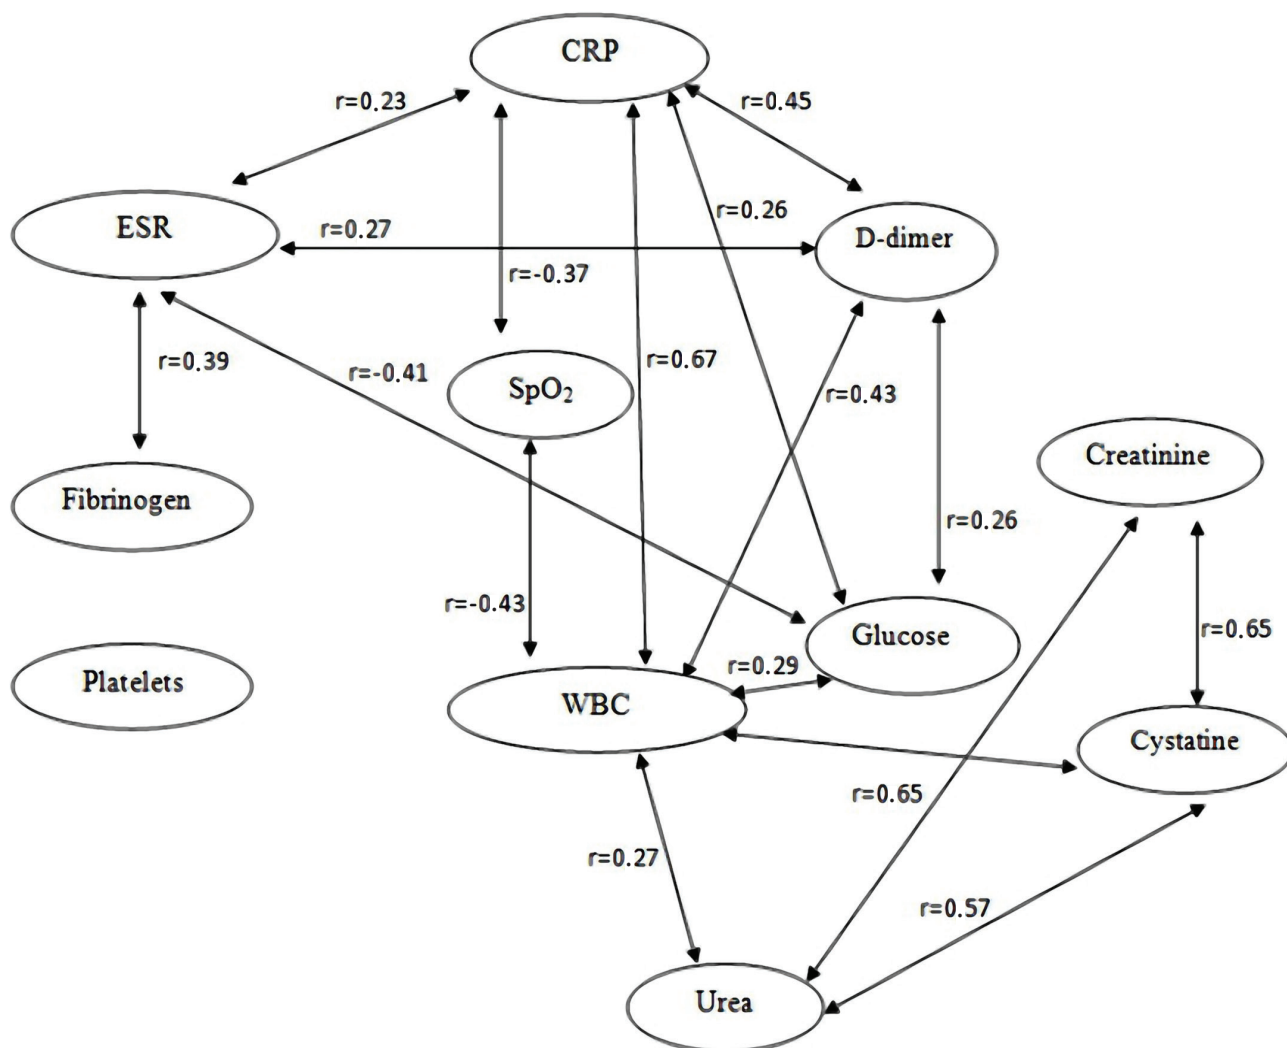 CRP
r=0.23
r=0.45
r=0.26
ESR
r=0.27
D-dimer
r=-0.37
r=0.39
r=-0.41
SpO₂
r=0.67
r=0.43
Creatinine
Fibrinogen
r=0.26
r=-0.43
Glucose
r=0.65
r=0.29
Platelets
WBC
Cystatine
r=0.65
r=0.27
r=0.57
Urea